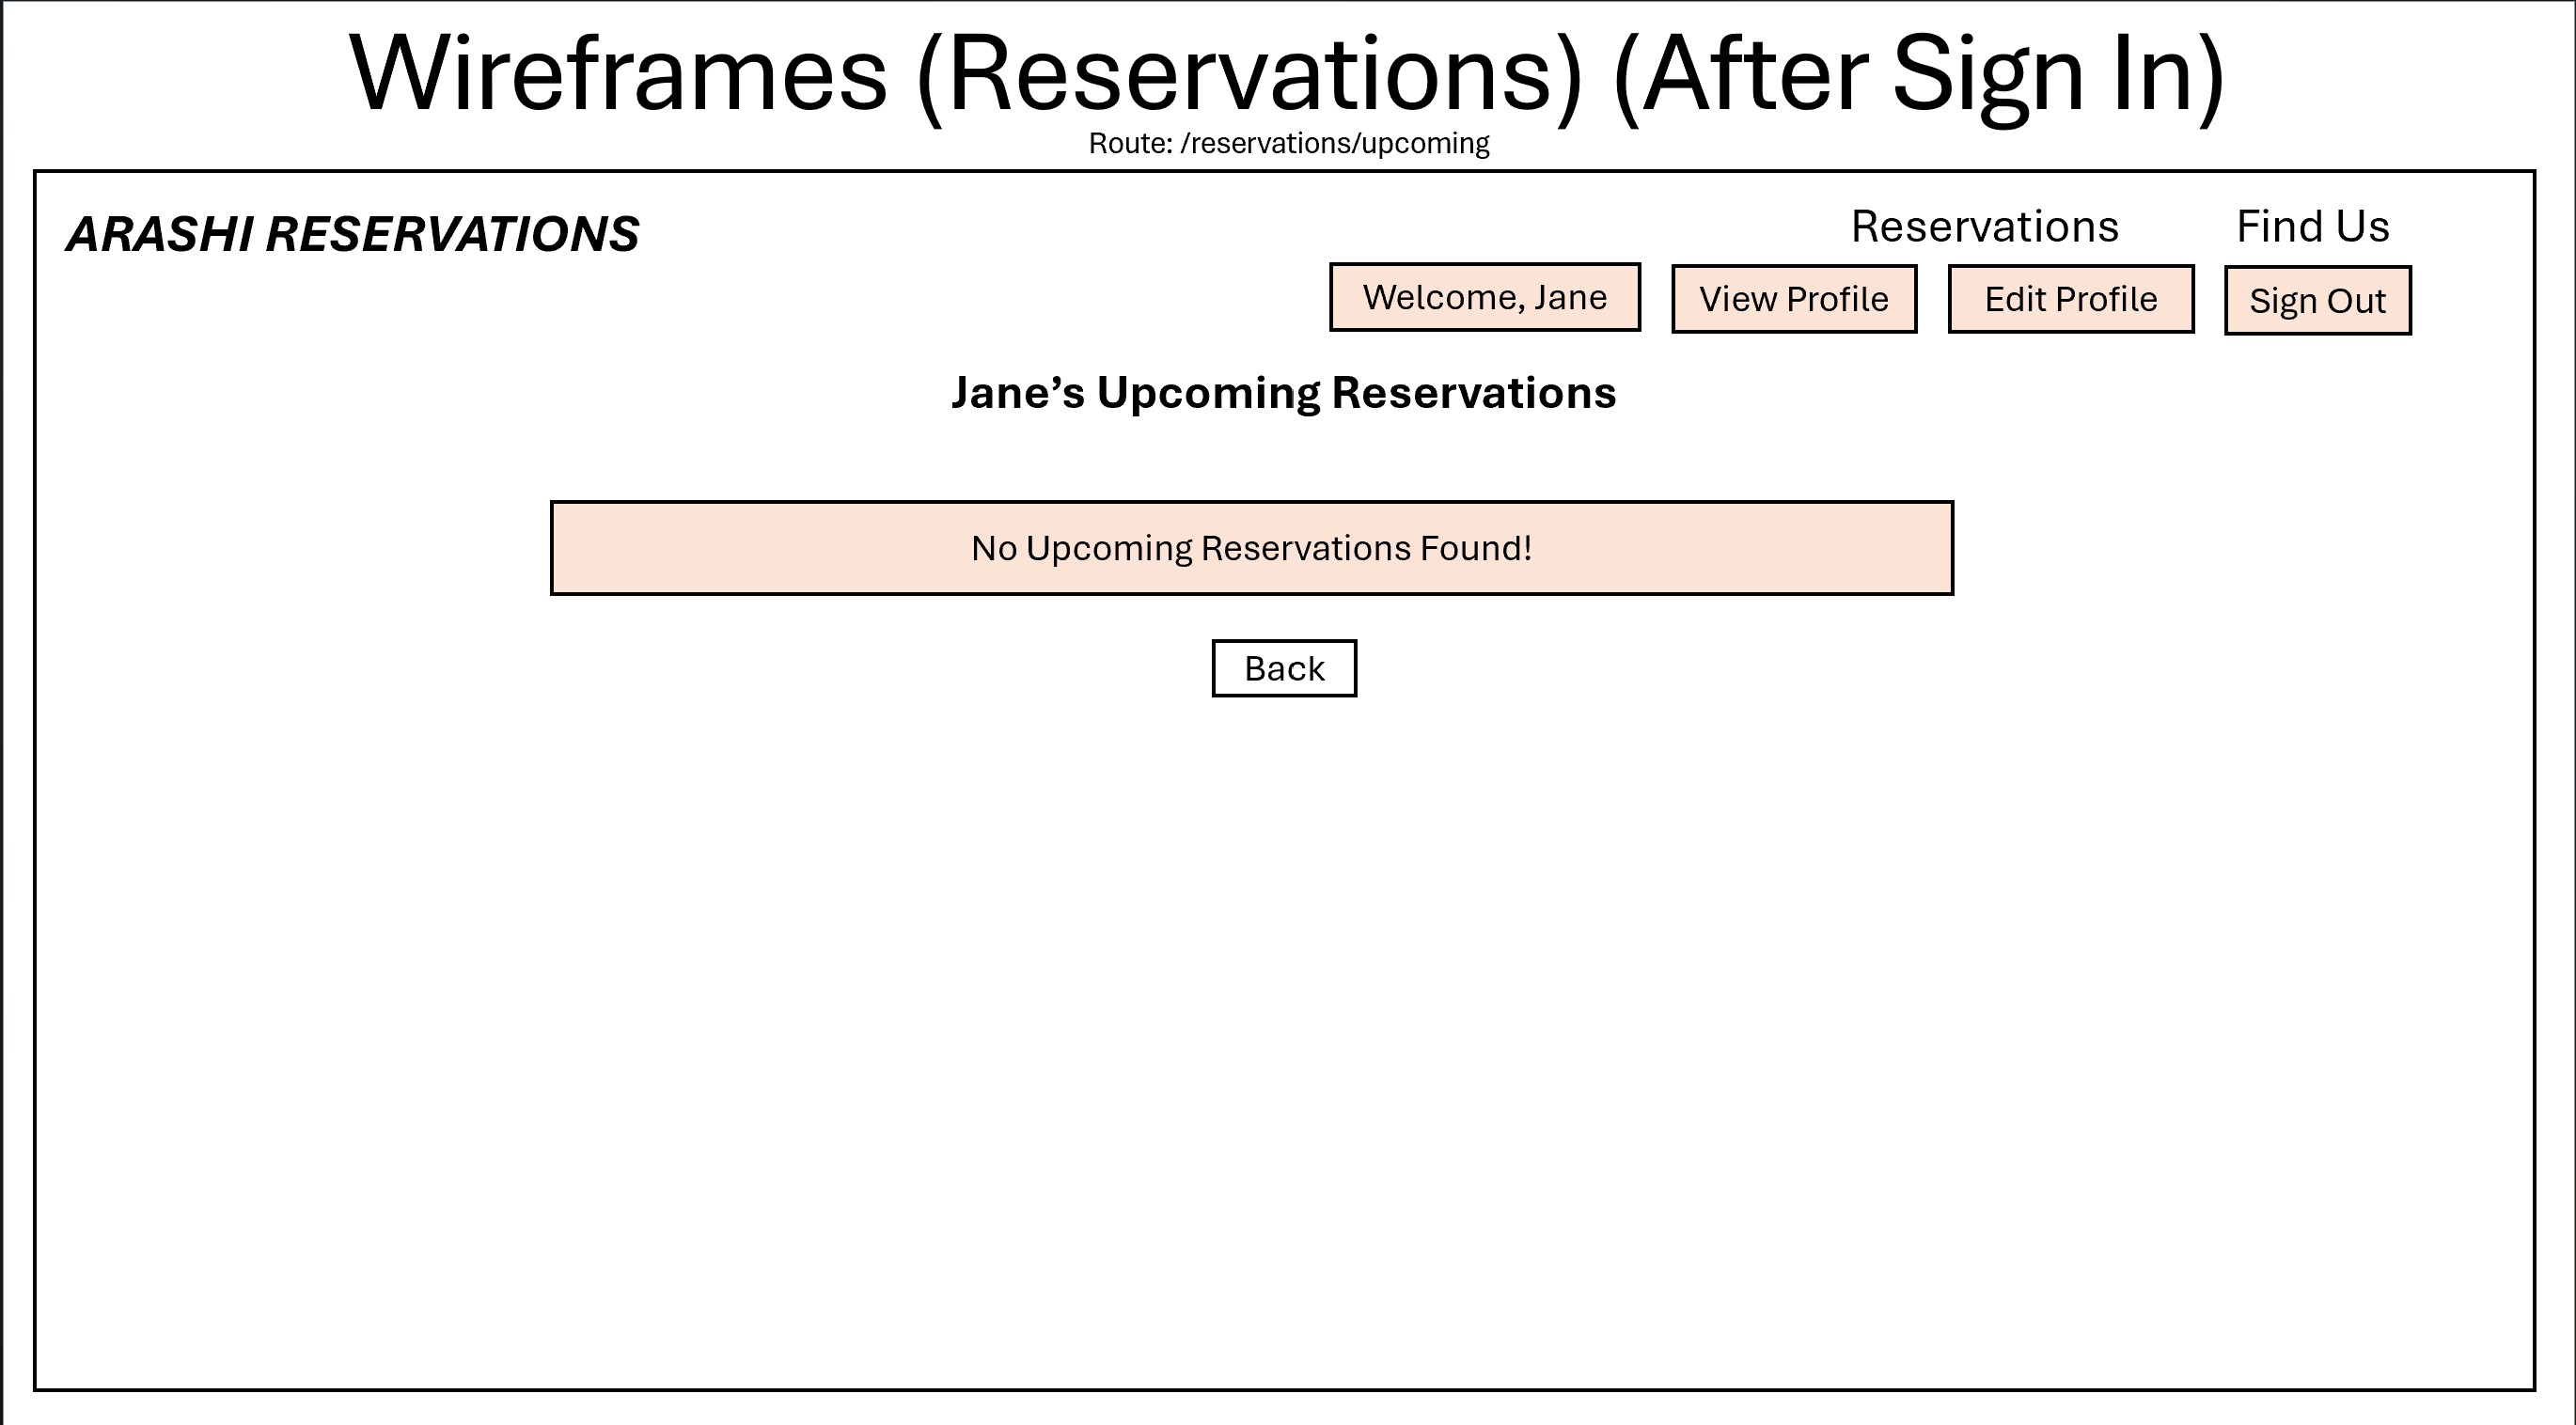 Wireframes (Reservations) (After Sign In)
Route: /reservations/upcoming
ARASHI RESERVATIONS
Reservations Find Us
Welcome, Jane View Profile Edit Profile Sign Out
Jane’s Upcoming Reservations
No Upcoming Reservations Found!
Back